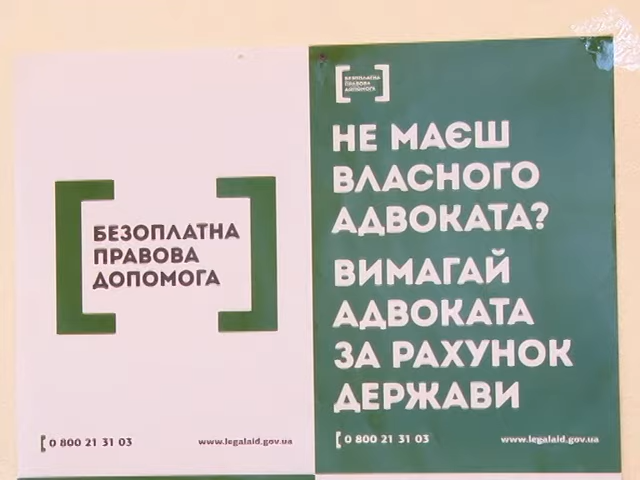 БЕЗОПЛАТНА
ПРАВОВА
ДОПОМОГА
0 800 21 31 03
www.legalaid.gov.ua
БЕЗОПЛАТНА
ПРАВОВА
ДОПОМОГА
НЕ МАЄШ
ВЛАСНОГО
АДВОКАТА?
ВИМАГАЙ
АДВОКАТА
ЗА РАХУНОК
ДЕРЖАВИ
0 800 21 31 03
www.legalaid.gov.ua